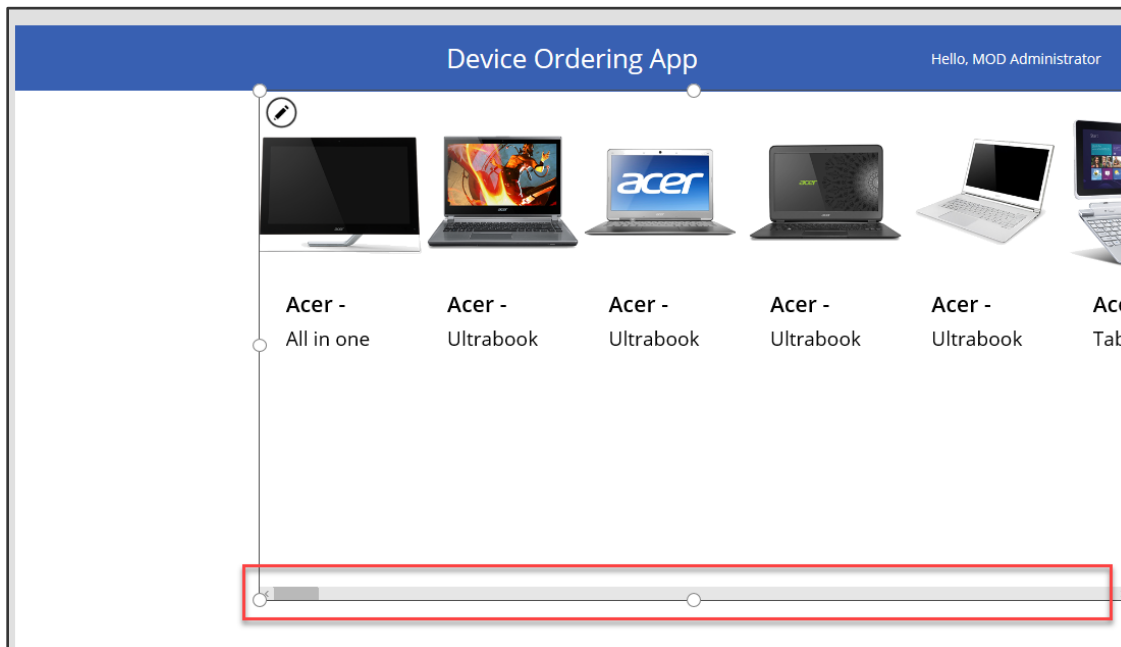 Device Ordering App
Hello, MOD Administrator
acer
acer
Acer -
Acer -
Acer -
Acer -
Acer -
All in one
Ultrabook
Ultrabook
Ultrabook
Ultrabook